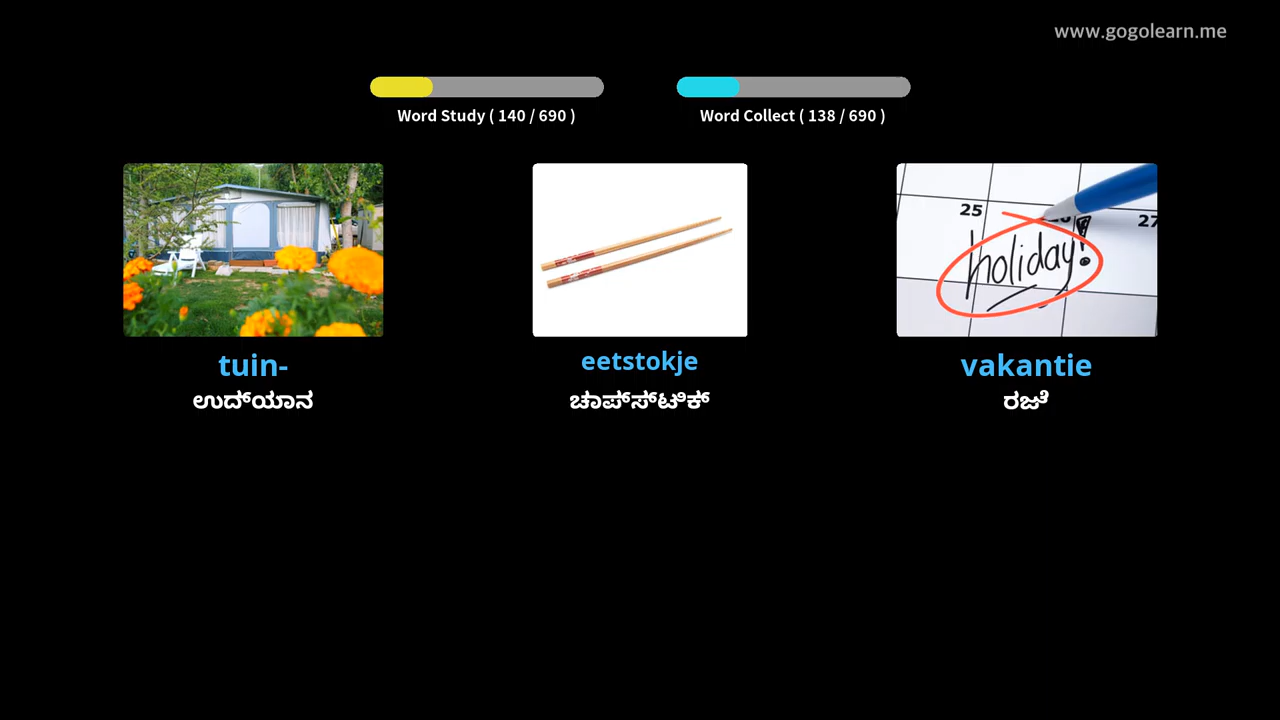 www.gogolearn.me
Word Study ( 140 / 690 )
Word Collect ( 138 / 690 )
25
27
holiday!
tuin-
eetstokje
vakantie
ಉದ್ಯಾನ
ಚಾಪ್ಸ್ಟಿಕ್
ರಜೆ